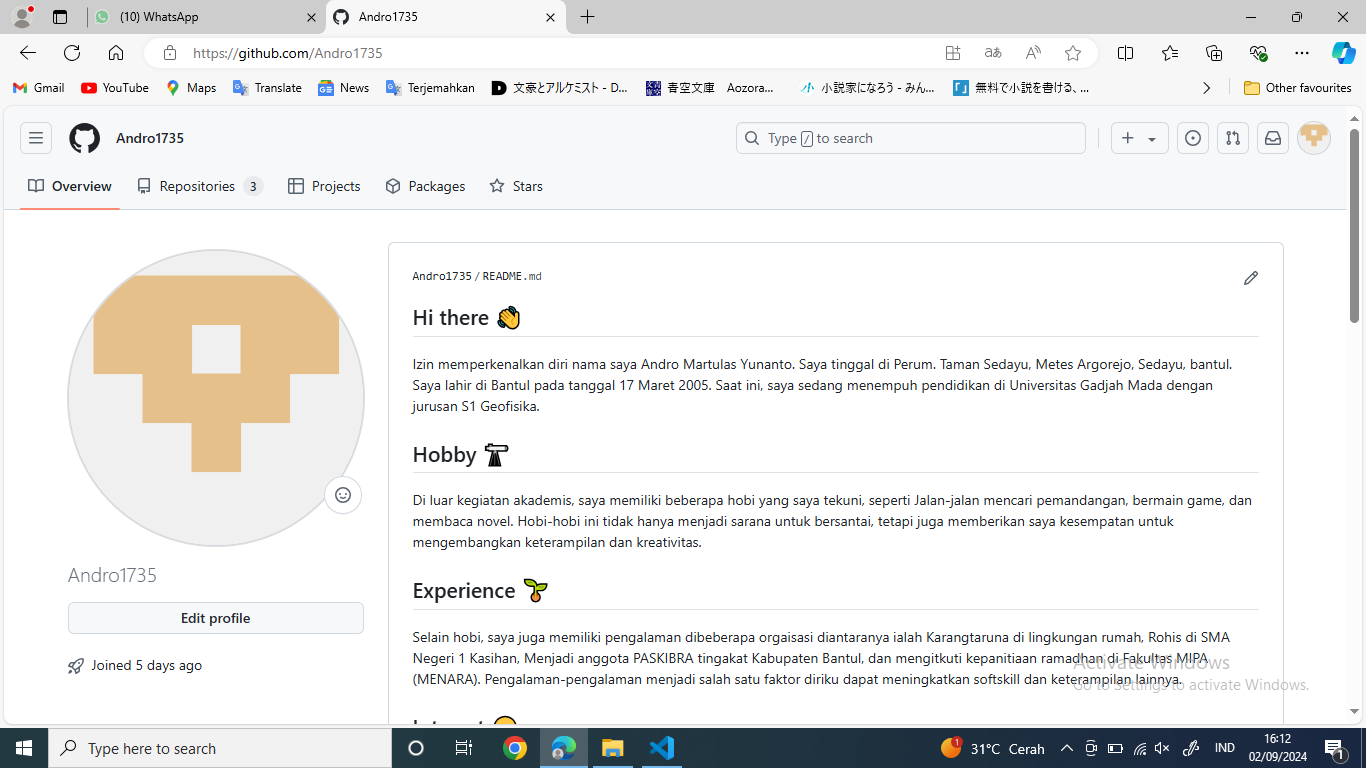 (10) WhatsApp
Andro1735
https://github.com/Andro1735
Gmail YouTube Maps Translate News Terjemahkan 文豪とアルケミスト - D... 青空文庫 Aozora... 小説家になろう - みん... 無料で小説を書ける、... Other favourites
Andro1735
Type / to search
Overview Repositories 3 Projects Packages Stars
Andro1735 / README.md
Hi there 👋
Izin memperkenalkan diri nama saya Andro Martulas Yunanto. Saya tinggal di Perum. Taman Sedayu, Metes Argorejo, Sedayu, bantul.
Saya lahir di Bantul pada tanggal 17 Maret 2005. Saat ini, saya sedang menempuh pendidikan di Universitas Gadjah Mada dengan
jurusan S1 Geofisika.
Hobby
Di luar kegiatan akademis, saya memiliki beberapa hobi yang saya tekuni, seperti Jalan-jalan mencari pemandangan, bermain game, dan
membaca novel. Hobi-hobi ini tidak hanya menjadi sarana untuk bersantai, tetapi juga memberikan saya kesempatan untuk
mengembangkan keterampilan dan kreativitas.
Experience
Selain hobi, saya juga memiliki pengalaman dibeberapa orgaisasi diantaranya ialah Karangtaruna di lingkungan rumah, Rohis di SMA
Negeri 1 Kasihan, Menjadi anggota PASKIBRA tingakat Kabupaten Bantul, dan mengitkuti kepanitiaan ramadhan di Fakultas MIPA
(MENARA). Pengalaman-pengalaman menjadi salah satu faktor diriku dapat meningkatkan softskill dan keterampilan lainnya.
Andro1735
Edit profile
Joined 5 days ago
Activate Windows
Go to Settings to activate Windows.
Type here to search
1
31°C Cerah
IND
16:12
02/09/2024
1